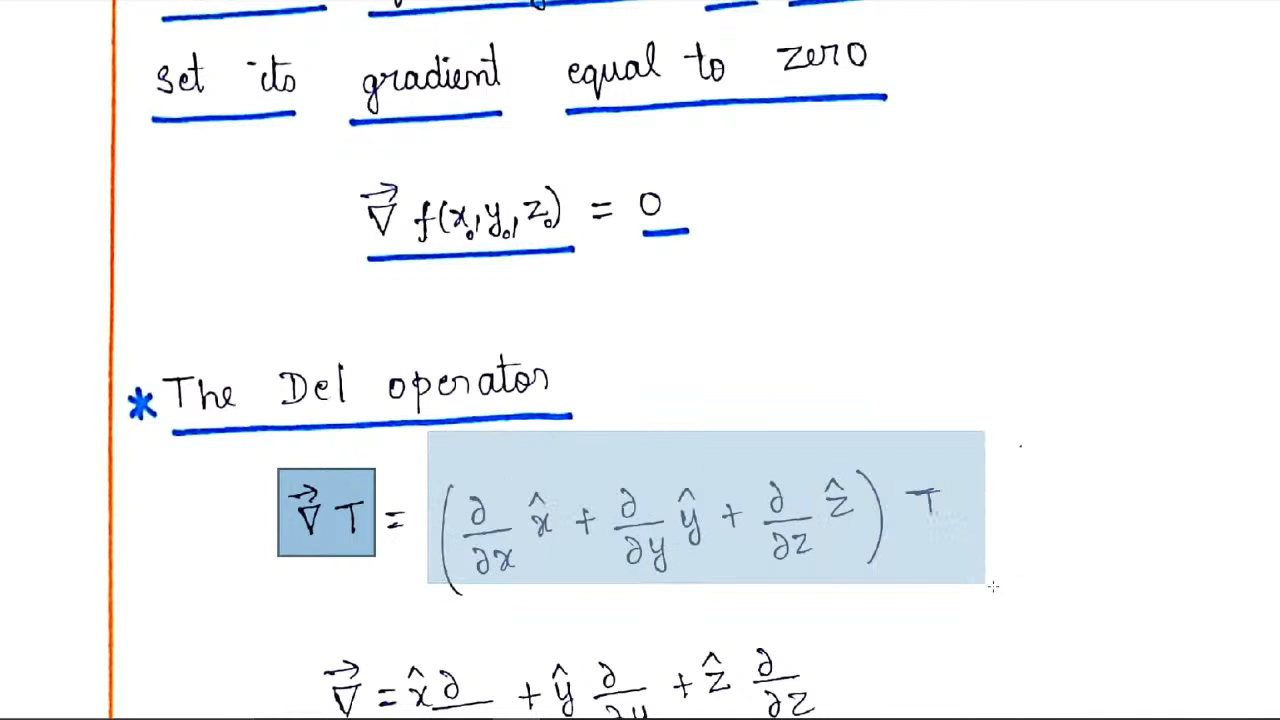 set its gradient equal to zero
∇⃗ f(x₀, y₀, z₀) = 0
* The Del operator
∇⃗ T = (∂/∂x x̂ + ∂/∂y ŷ + ∂/∂z ẑ) T
∇⃗ = x̂ ∂ + ŷ ∂/∂y + ẑ ∂/∂z